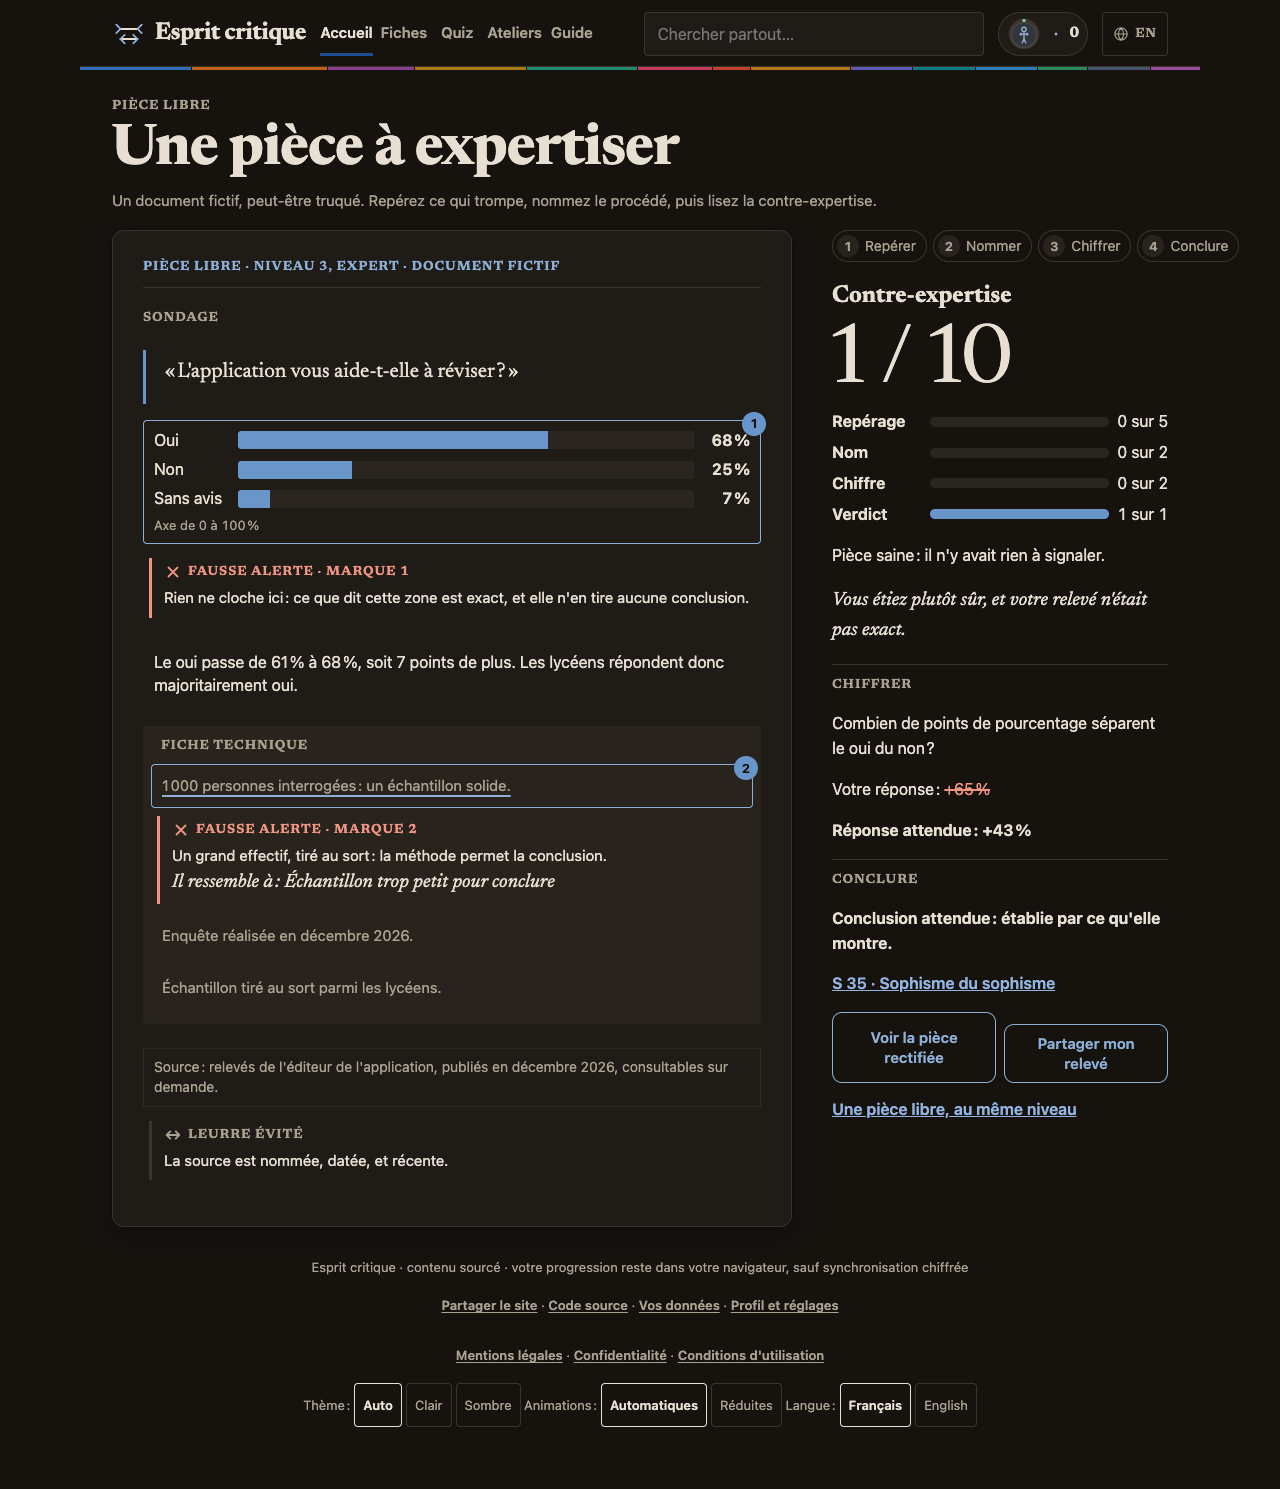 Esprit critique
Accueil Fiches Quiz Ateliers Guide
Chercher partout...
· 0
EN
PIÈCE LIBRE
Une pièce à expertiser
Un document fictif, peut-être truqué. Repérez ce qui trompe, nommez le procédé, puis lisez la contre-expertise.
PIÈCE LIBRE · NIVEAU 3, EXPERT · DOCUMENT FICTIF
SONDAGE
« L'application vous aide-t-elle à réviser ? »
1
Oui 68 %
Non 25 %
Sans avis 7 %
Axe de 0 à 100 %
FAUSSE ALERTE · MARQUE 1
Rien ne cloche ici : ce que dit cette zone est exact, et elle n'en tire aucune conclusion.
Le oui passe de 61 % à 68 %, soit 7 points de plus. Les lycéens répondent donc
majoritairement oui.
FICHE TECHNIQUE
2
1 000 personnes interrogées : un échantillon solide.
FAUSSE ALERTE · MARQUE 2
Un grand effectif, tiré au sort : la méthode permet la conclusion.
Il ressemble à : Échantillon trop petit pour conclure
Enquête réalisée en décembre 2026.
Échantillon tiré au sort parmi les lycéens.
Source : relevés de l'éditeur de l'application, publiés en décembre 2026, consultables sur
demande.
LEURRE ÉVITÉ
La source est nommée, datée, et récente.
1 Repérer 2 Nommer 3 Chiffrer 4 Conclure
Contre-expertise
1 / 10
Repérage 0 sur 5
Nom 0 sur 2
Chiffre 0 sur 2
Verdict 1 sur 1
Pièce saine : il n'y avait rien à signaler.
Vous étiez plutôt sûr, et votre relevé n'était
pas exact.
CHIFFRER
Combien de points de pourcentage séparent
le oui du non ?
Votre réponse : +65 %
Réponse attendue : +43 %
CONCLURE
Conclusion attendue : établie par ce qu'elle
montre.
S 35 · Sophisme du sophisme
Voir la pièce
rectifiée
Partager mon
relevé
Une pièce libre, au même niveau
Esprit critique · contenu sourcé · votre progression reste dans votre navigateur, sauf synchronisation chiffrée
Partager le site · Code source · Vos données · Profil et réglages
Mentions légales · Confidentialité · Conditions d'utilisation
Thème : Auto Clair Sombre Animations : Automatiques Réduites Langue : Français English